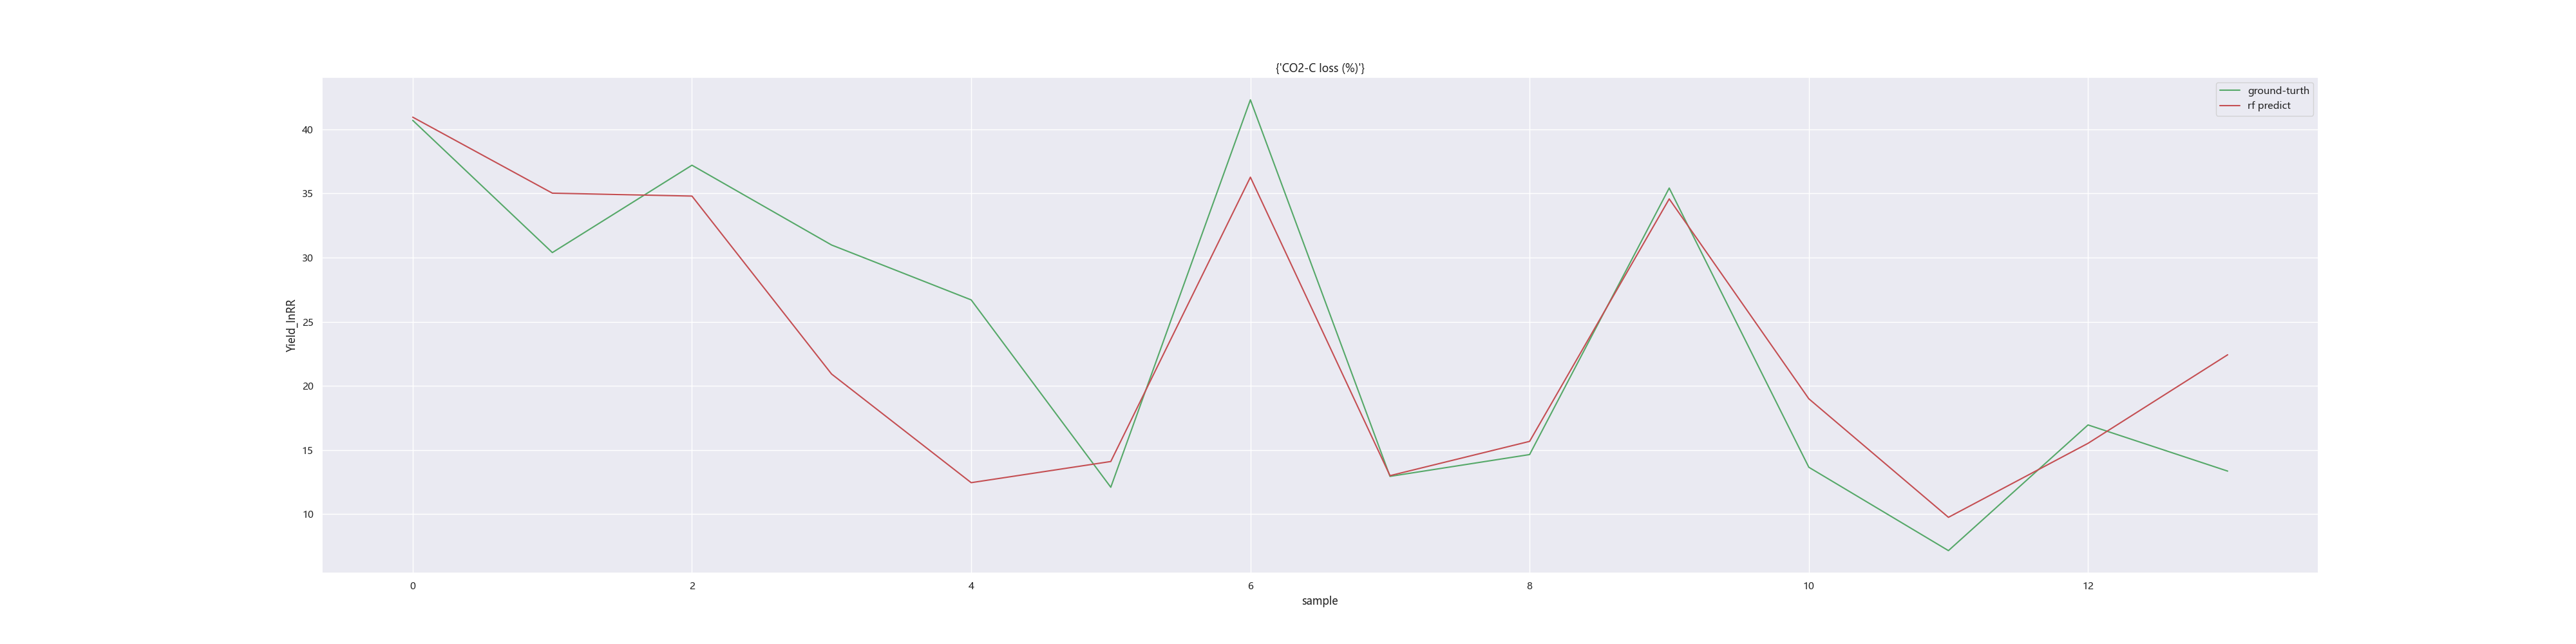 {'CO2-C loss (%)'}
ground-turth
rf predict
Yield_lnRR
40
35
30
25
20
15
10
0 2 4 6 8 10 12
sample